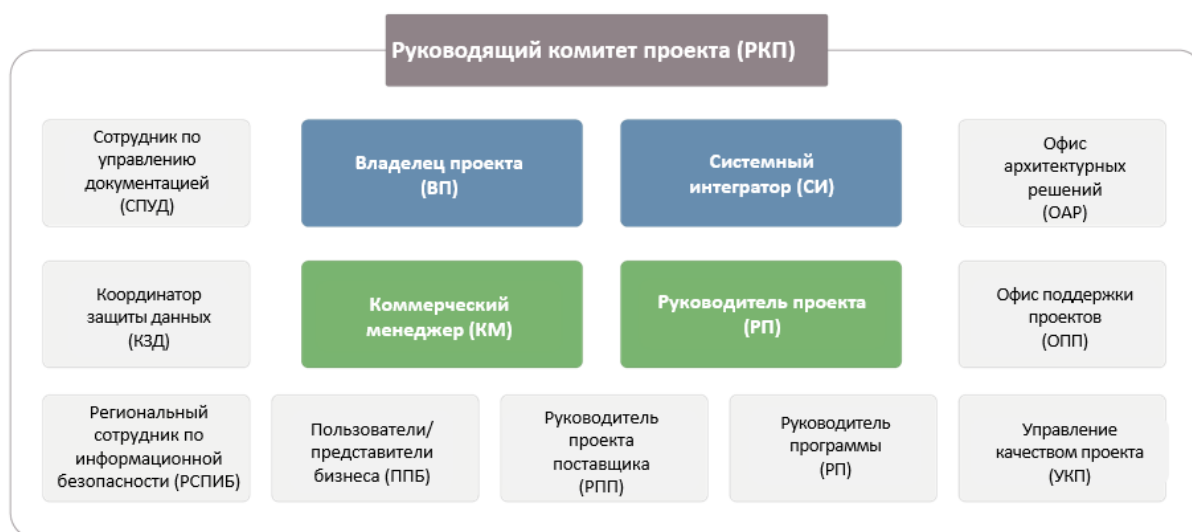 Руководящий комитет проекта (РКП)
Сотрудник по
управлению
документацией
(СПУД)
Владелец проекта
(ВП)
Системный
интегратор (СИ)
Офис
архитектурных
решений
(ОАР)
Координатор
защиты данных
(КЗД)
Коммерческий
менеджер (КМ)
Руководитель проекта
(РП)
Офис поддержки
проектов
(ОПП)
Региональный
сотрудник по
информационной
безопасности (РСПИБ)
Пользователи/
представители
бизнеса (ППБ)
Руководитель
проекта
поставщика
(РПП)
Руководитель
программы
(РП)
Управление
качеством проекта
(УКП)